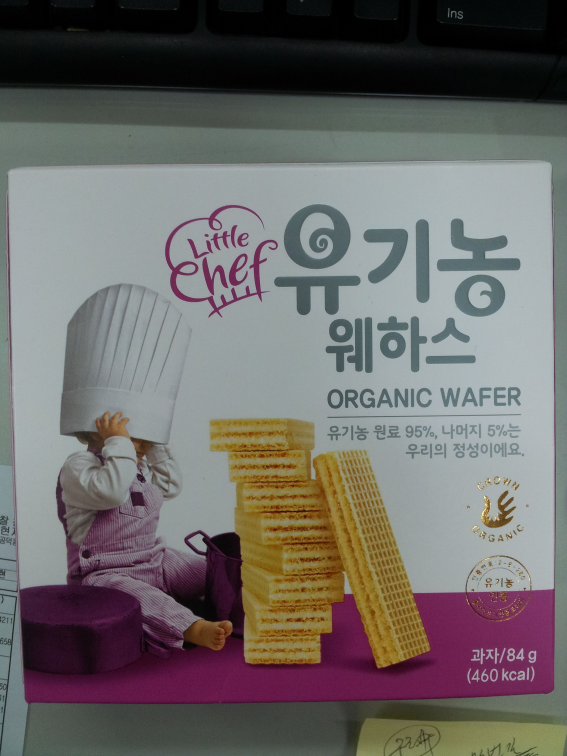 Ins
Little
Chef
유기농
웨하스
ORGANIC WAFER
유기농 원료 95%, 나머지 5%는
우리의 정성이에요.
CROWN
ORGANIC
유기농
과자/84 g
(460 kcal)